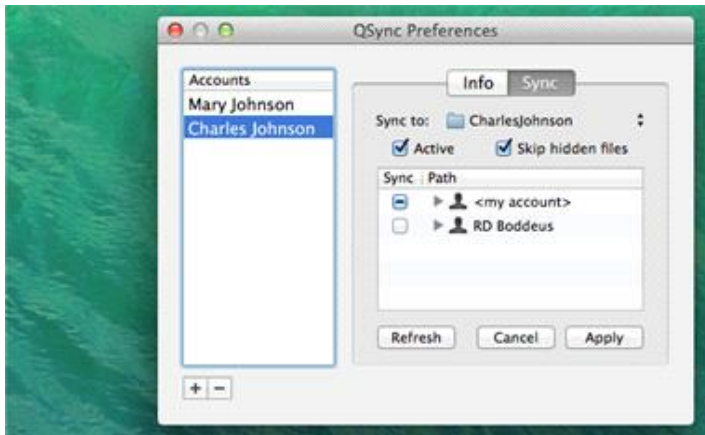 QSync Preferences
Accounts
Mary Johnson
Charles Johnson
Info Sync
Sync to: CharlesJohnson
Active Skip hidden files
Sync Path
<my account>
RD Boddeus
Refresh Cancel Apply
+ −